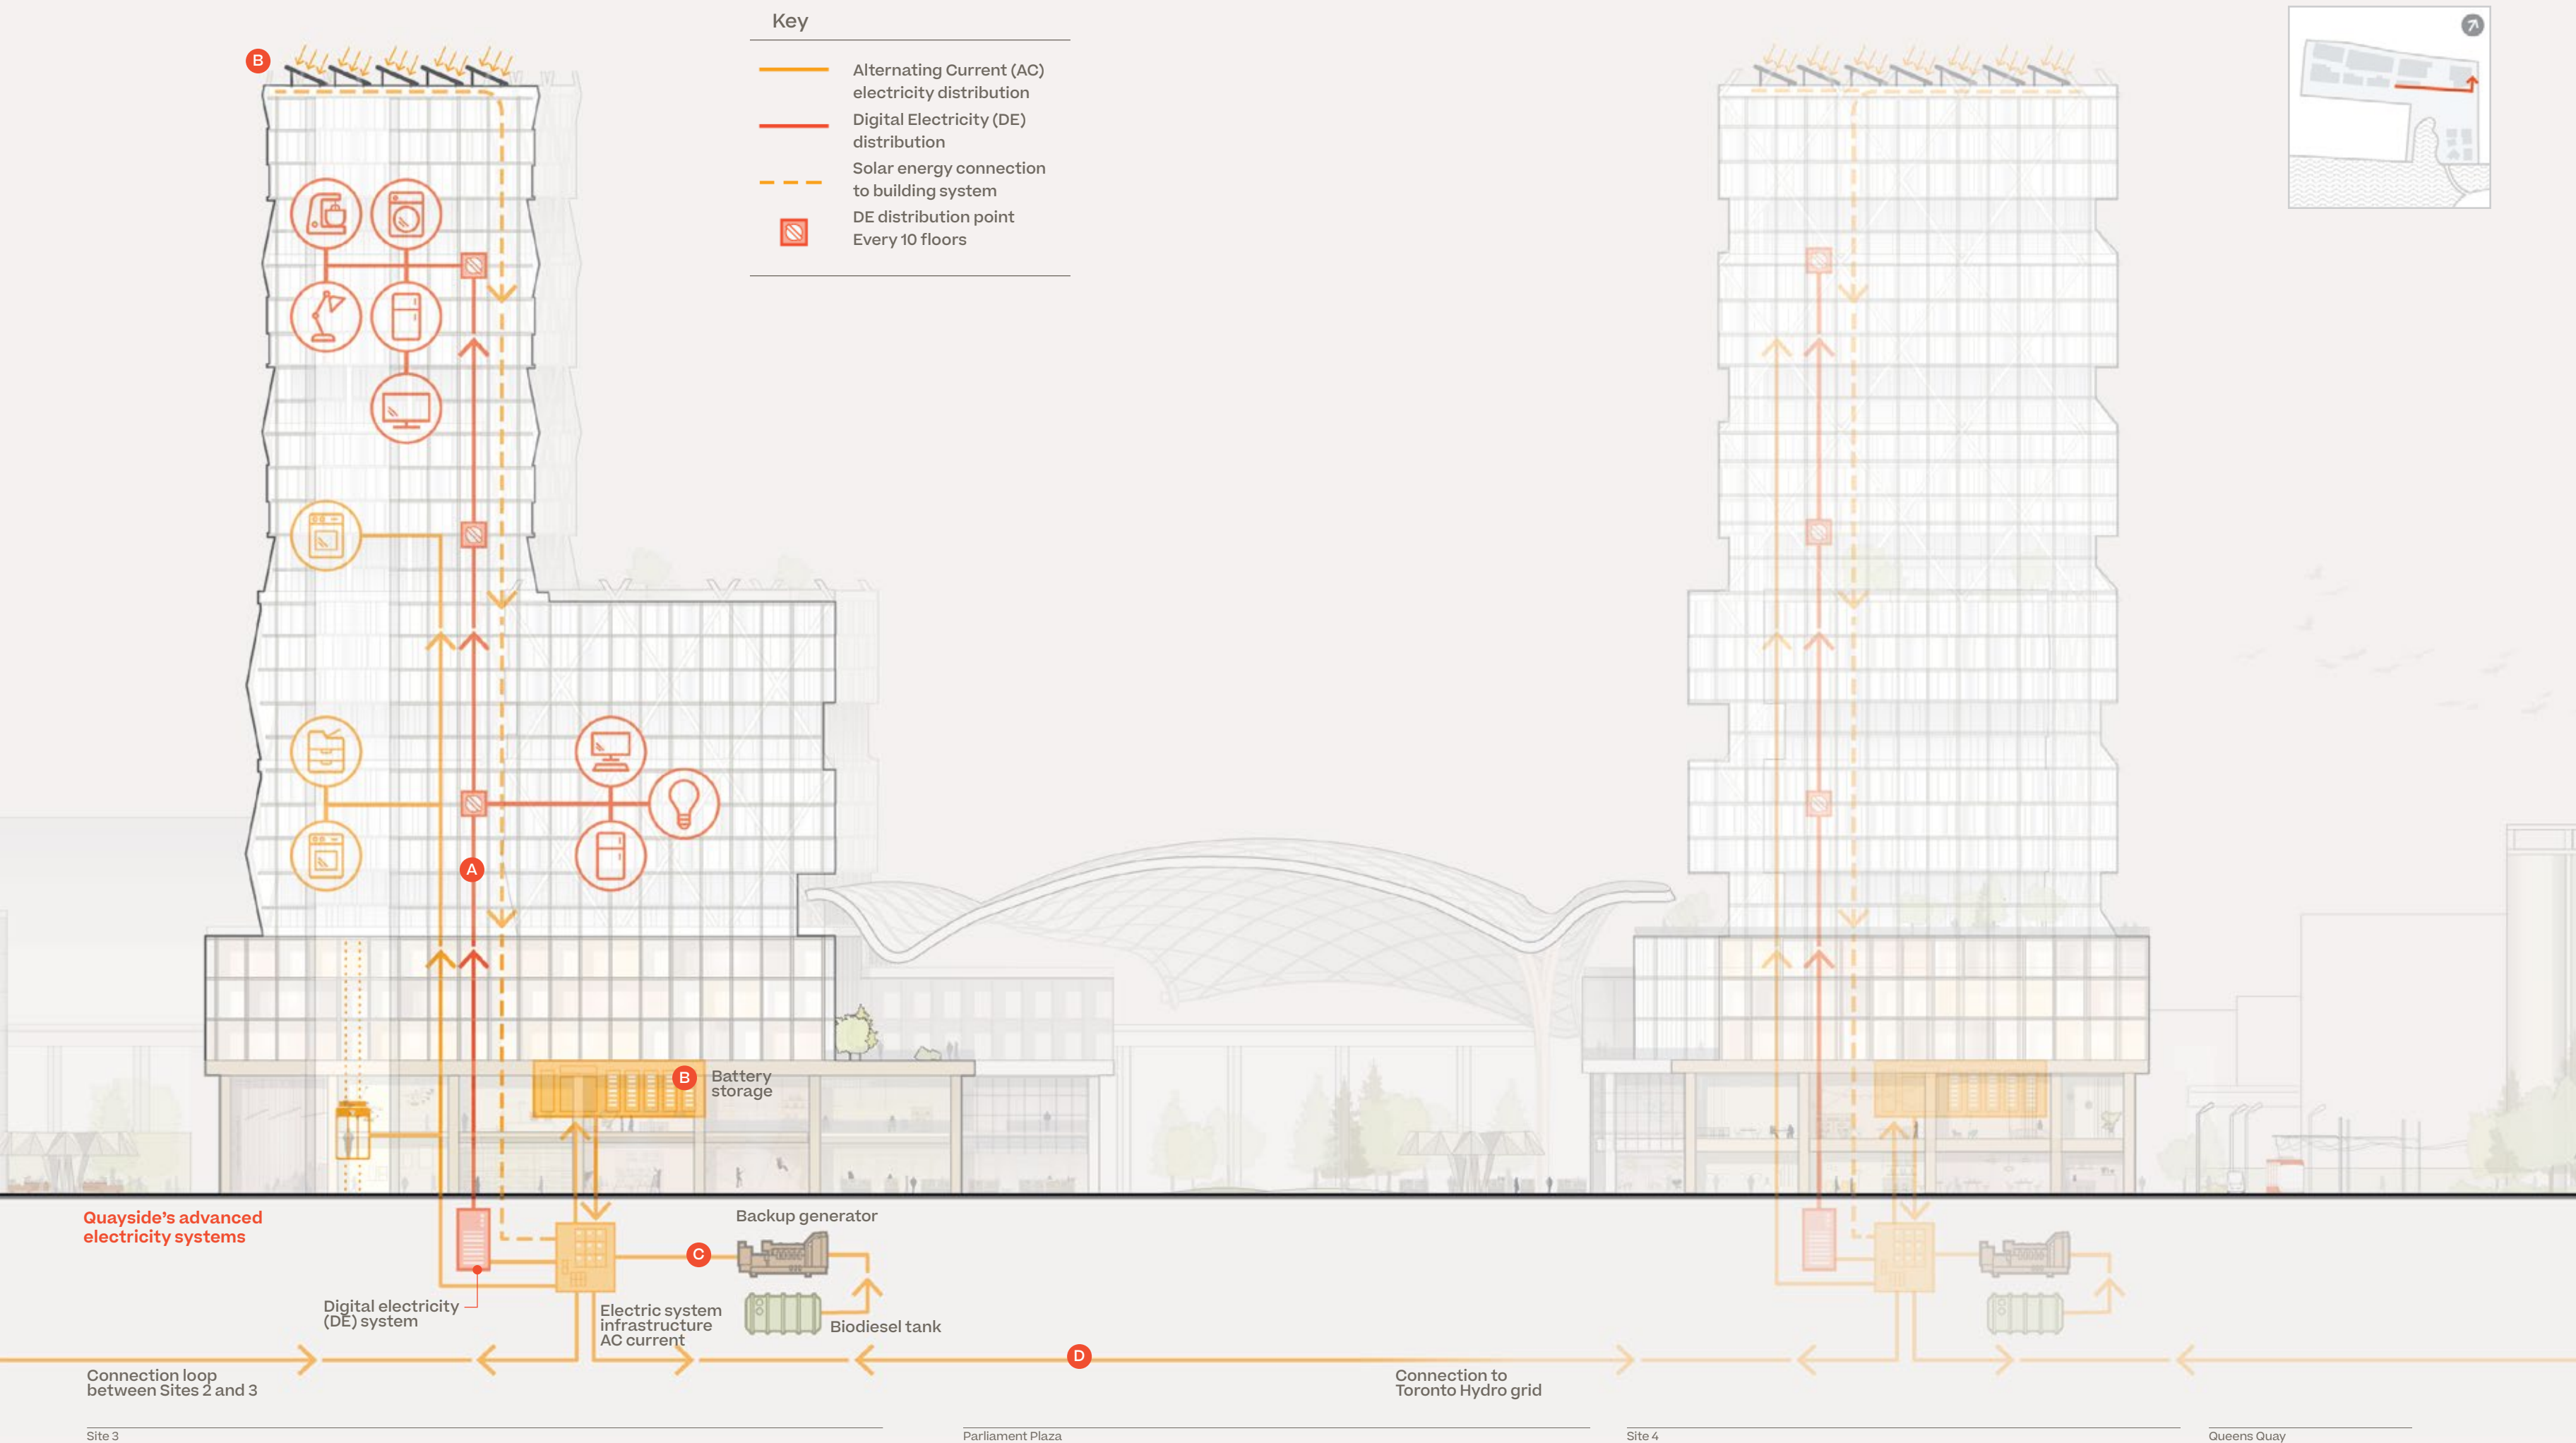 Key
Alternating Current (AC)
electricity distribution
Digital Electricity (DE)
distribution
Solar energy connection
to building system
DE distribution point
Every 10 floors
B
A
B
Battery
storage
Quayside’s advanced
electricity systems
Backup generator
C
Digital electricity
(DE) system
Electric system
infrastructure
AC current
Biodiesel tank
D
Connection loop
between Sites 2 and 3
Connection to
Toronto Hydro grid
Site 3
Parliament Plaza
Site 4
Queens Quay